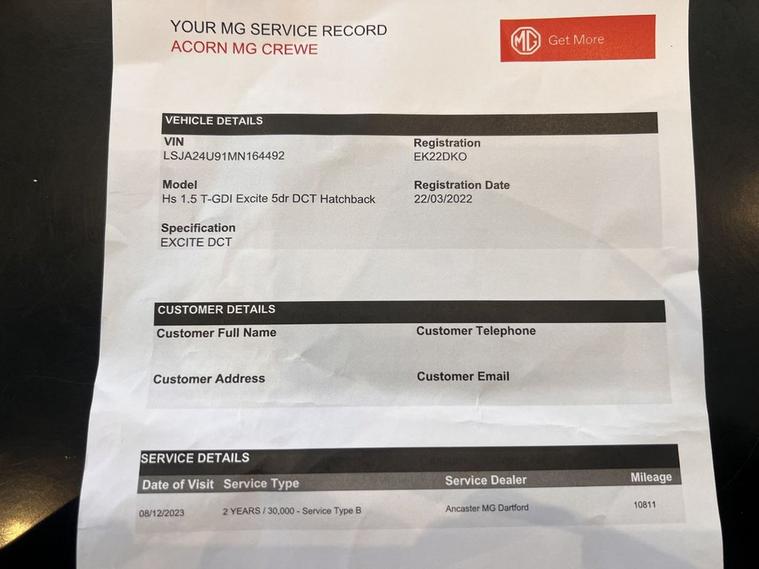 YOUR MG SERVICE RECORD
ACORN MG CREWE
MG Get More
VEHICLE DETAILS
VIN Registration
LSJA24U91MN164492 EK22DKO
Model Registration Date
Hs 1.5 T-GDI Excite 5dr DCT Hatchback 22/03/2022
Specification
EXCITE DCT
CUSTOMER DETAILS
Customer Full Name Customer Telephone
Customer Address Customer Email
SERVICE DETAILS
Date of Visit Service Type Service Dealer Mileage
08/12/2023 2 YEARS / 30,000 - Service Type B Ancaster MG Dartford 10811